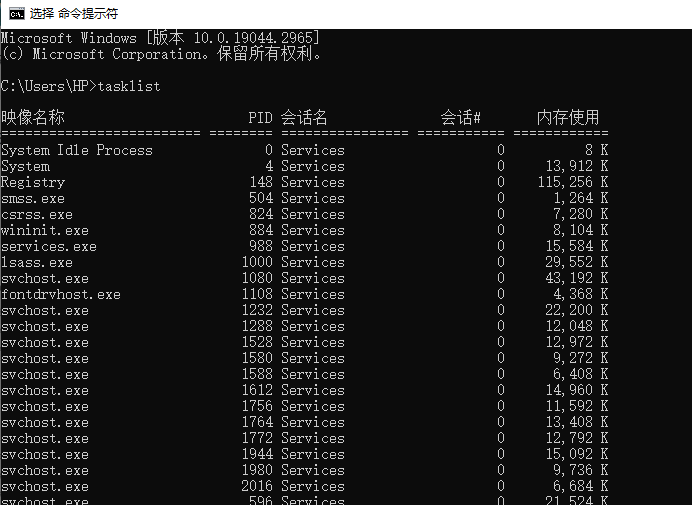 选择 命令提示符
Microsoft Windows [版本 10.0.19044.2965]
(c) Microsoft Corporation。保留所有权利。
C:\Users\HP>tasklist
映像名称                       PID 会话名              会话#       内存使用
========================= ======== ================ =========== ============
System Idle Process              0 Services                   0          8 K
System                           4 Services                   0     13,912 K
Registry                       148 Services                   0    115,256 K
smss.exe                       504 Services                   0      1,264 K
csrss.exe                      824 Services                   0      7,280 K
wininit.exe                    884 Services                   0      8,104 K
services.exe                   988 Services                   0     15,584 K
lsass.exe                     1000 Services                   0     29,552 K
svchost.exe                   1080 Services                   0     43,192 K
fontdrvhost.exe               1108 Services                   0      4,368 K
svchost.exe                   1232 Services                   0     22,200 K
svchost.exe                   1288 Services                   0     12,048 K
svchost.exe                   1528 Services                   0     12,972 K
svchost.exe                   1580 Services                   0      9,272 K
svchost.exe                   1588 Services                   0      6,408 K
svchost.exe                   1612 Services                   0     14,960 K
svchost.exe                   1756 Services                   0     11,592 K
svchost.exe                   1764 Services                   0     13,408 K
svchost.exe                   1772 Services                   0     12,792 K
svchost.exe                   1944 Services                   0     15,092 K
svchost.exe                   1980 Services                   0      9,736 K
svchost.exe                   2016 Services                   0      6,684 K
svchost.exe                    596 Services                   0     21,524 K